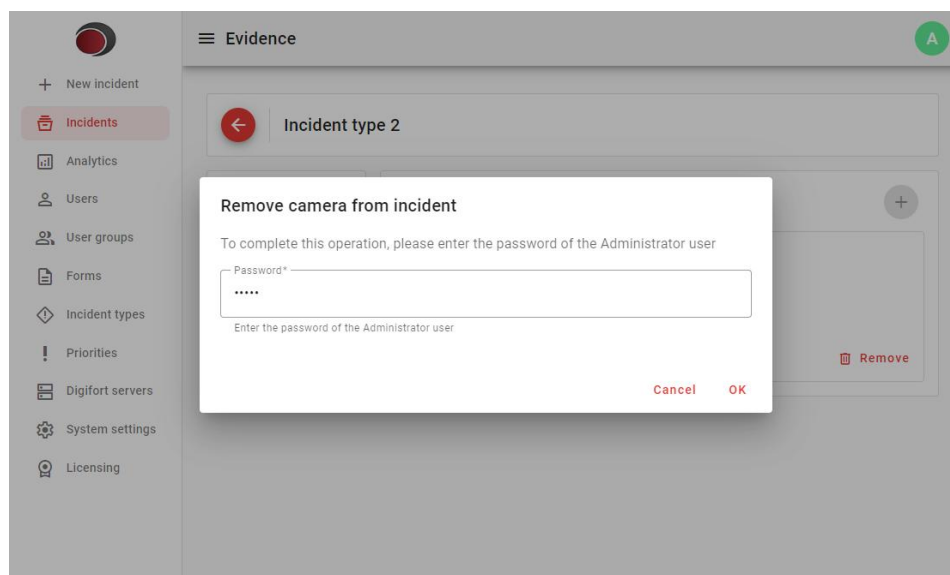 Evidence
A
New incident
Incidents
Analytics
Users
User groups
Forms
Incident types
Priorities
Digifort servers
System settings
Licensing
Incident type 2
Remove camera from incident
To complete this operation, please enter the password of the Administrator user
Password*
•••••
Enter the password of the Administrator user
Cancel OK
Remove